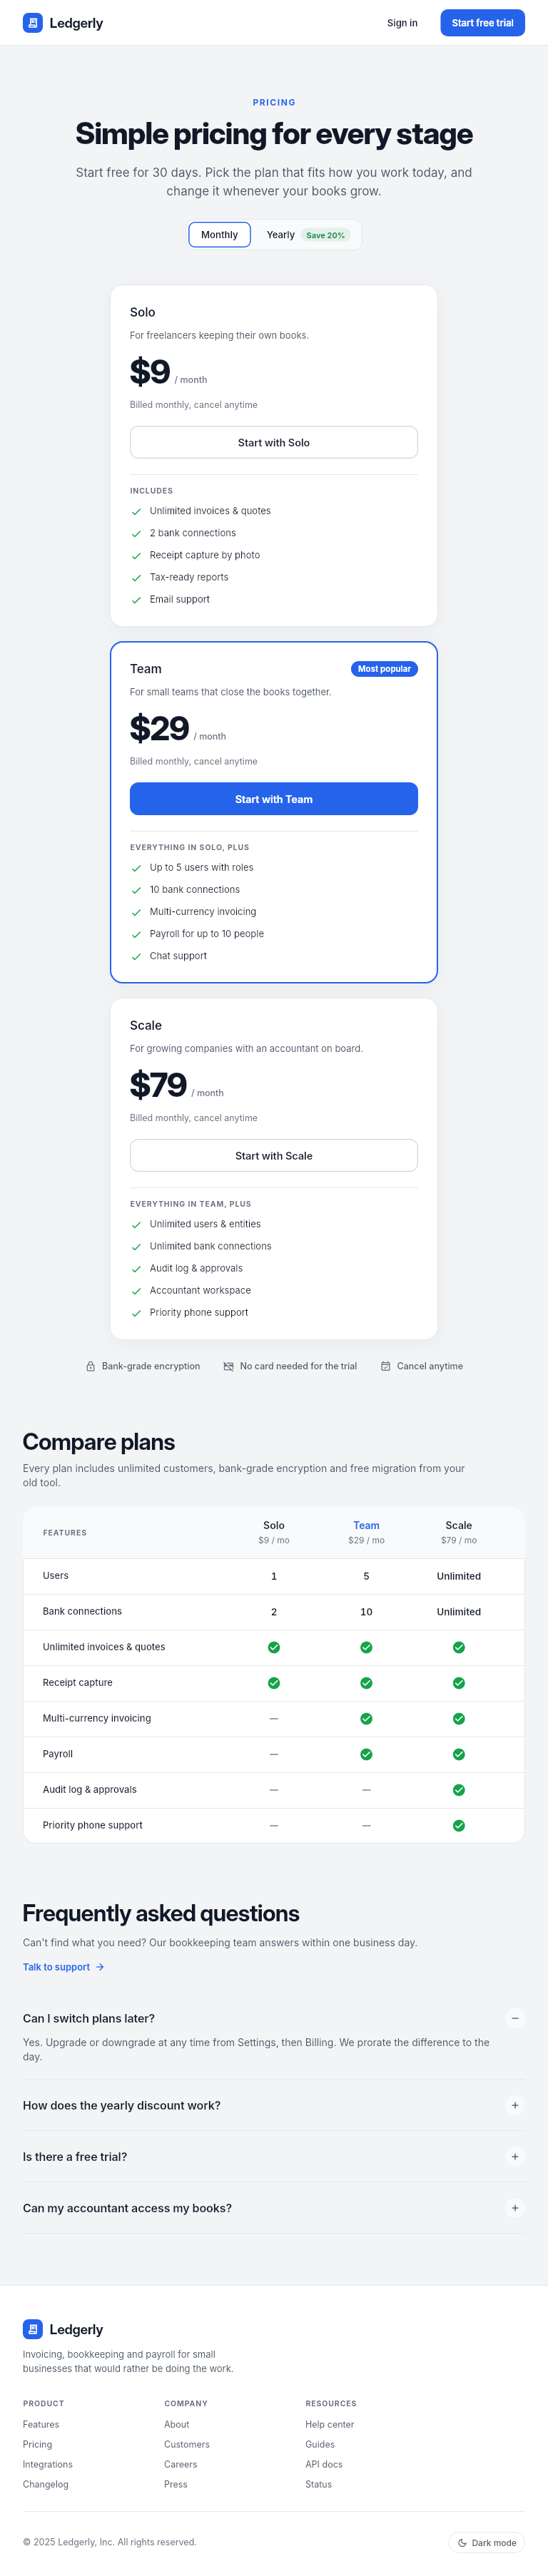 Ledgerly
Sign in
Start free trial
PRICING
Simple pricing for every stage
Start free for 30 days. Pick the plan that fits how you work today, and
change it whenever your books grow.
Monthly
Yearly Save 20%
Solo
For freelancers keeping their own books.
$9 / month
Billed monthly, cancel anytime
Start with Solo
INCLUDES
Unlimited invoices & quotes
2 bank connections
Receipt capture by photo
Tax-ready reports
Email support
Team Most popular
For small teams that close the books together.
$29 / month
Billed monthly, cancel anytime
Start with Team
EVERYTHING IN SOLO, PLUS
Up to 5 users with roles
10 bank connections
Multi-currency invoicing
Payroll for up to 10 people
Chat support
Scale
For growing companies with an accountant on board.
$79 / month
Billed monthly, cancel anytime
Start with Scale
EVERYTHING IN TEAM, PLUS
Unlimited users & entities
Unlimited bank connections
Audit log & approvals
Accountant workspace
Priority phone support
Bank-grade encryption No card needed for the trial Cancel anytime
Compare plans
Every plan includes unlimited customers, bank-grade encryption and free migration from your
old tool.
FEATURES Solo Team Scale
$9 / mo $29 / mo $79 / mo
Users 1 5 Unlimited
Bank connections 2 10 Unlimited
Unlimited invoices & quotes
Receipt capture
Multi-currency invoicing —
Payroll —
Audit log & approvals — —
Priority phone support — —
Frequently asked questions
Can't find what you need? Our bookkeeping team answers within one business day.
Talk to support
Can I switch plans later?
Yes. Upgrade or downgrade at any time from Settings, then Billing. We prorate the difference to the
day.
How does the yearly discount work?
Is there a free trial?
Can my accountant access my books?
Ledgerly
Invoicing, bookkeeping and payroll for small
businesses that would rather be doing the work.
PRODUCT COMPANY RESOURCES
Features About Help center
Pricing Customers Guides
Integrations Careers API docs
Changelog Press Status
© 2025 Ledgerly, Inc. All rights reserved.
Dark mode